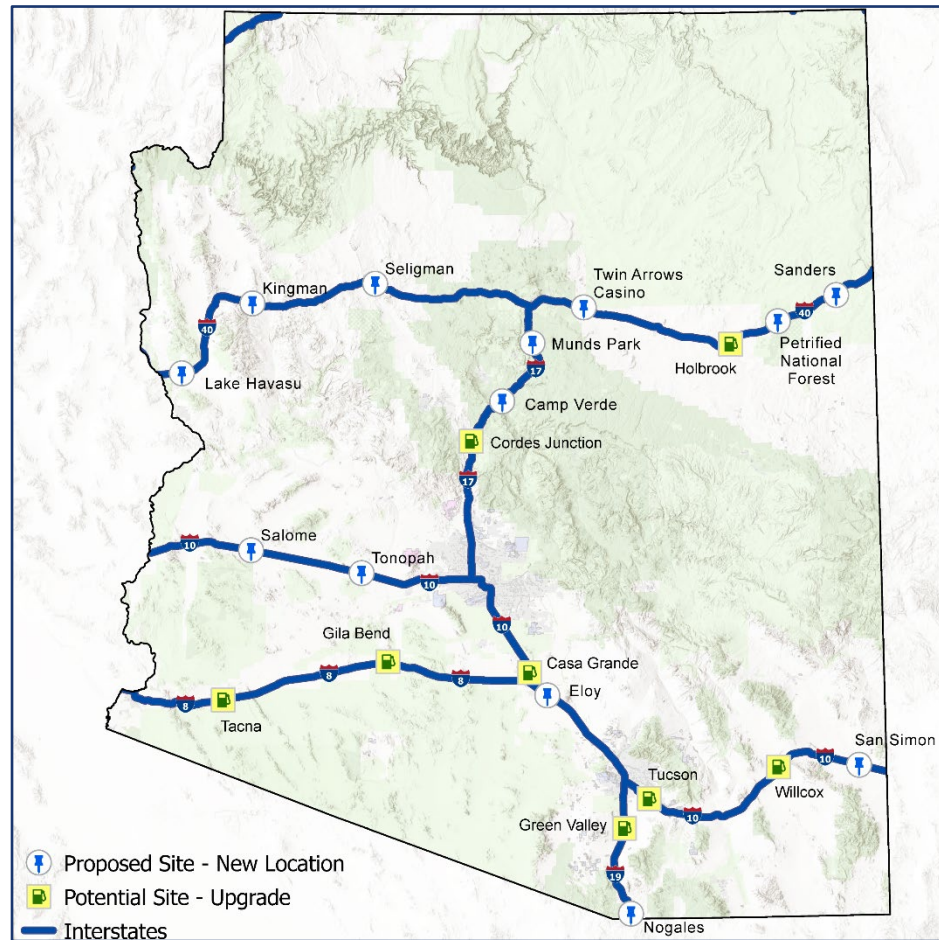 Seligman
Twin Arrows
Casino
Sanders
Kingman
40
40
Munds Park
Petrified
National
Forest
Holbrook
17
Lake Havasu
Camp Verde
Cordes Junction
17
Salome
10
Tonopah
10
10
Gila Bend
Casa Grande
8
8
Eloy
8
Tacna
San Simon
10
Tucson
Willcox
10
Green Valley
19
Nogales
Proposed Site - New Location
Potential Site - Upgrade
Interstates